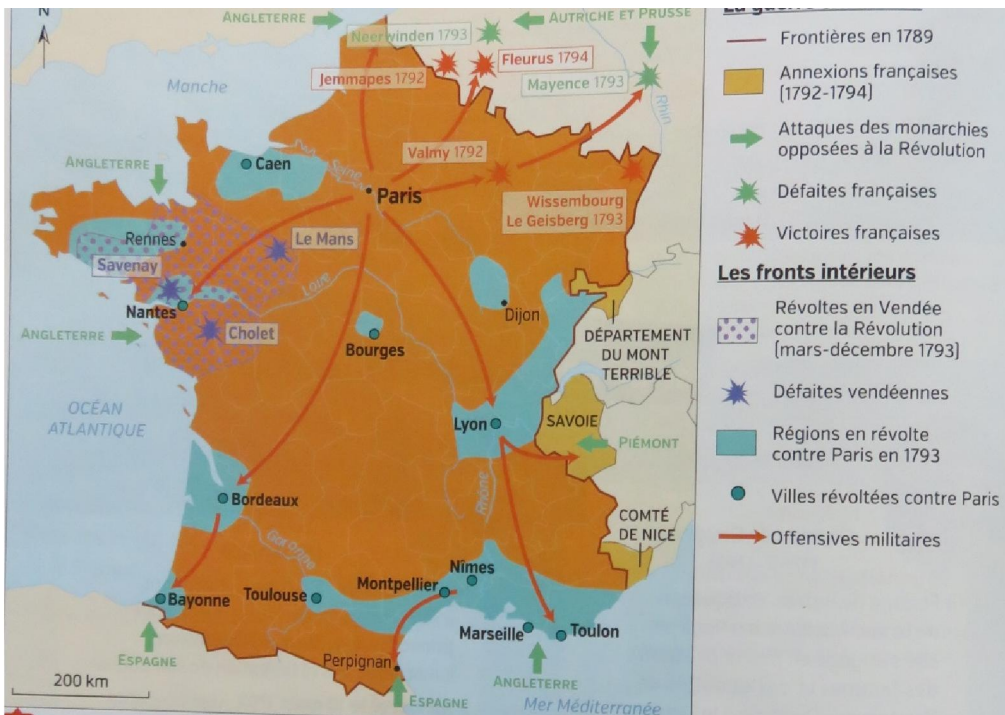 ANGLETERRE
AUTRICHE ET PRUSSE
N
Neerwinden 1793
Fleurus 1794
Jemmapes 1792
Mayence 1793
Manche
Rhin
Valmy 1792
ANGLETERRE
Caen
Seine
Paris
Wissembourg
Le Geisberg 1793
Rennes
Le Mans
Savenay
Loire
Nantes
Dijon
ANGLETERRE
Cholet
Bourges
DÉPARTEMENT
DU MONT
TERRIBLE
OCÉAN
ATLANTIQUE
Lyon
SAVOIE
PIÉMONT
Rhône
Bordeaux
COMTÉ
DE NICE
Garonne
Nîmes
Montpellier
Bayonne
Toulouse
Marseille
Toulon
ESPAGNE
Perpignan
ANGLETERRE
200 km
ESPAGNE
Mer Méditerranée
Frontières en 1789
Annexions françaises
(1792-1794)
Attaques des monarchies
opposées à la Révolution
Défaites françaises
Victoires françaises
Les fronts intérieurs
Révoltes en Vendée
contre la Révolution
(mars-décembre 1793)
Défaites vendéennes
Régions en révolte
contre Paris en 1793
Villes révoltées contre Paris
Offensives militaires